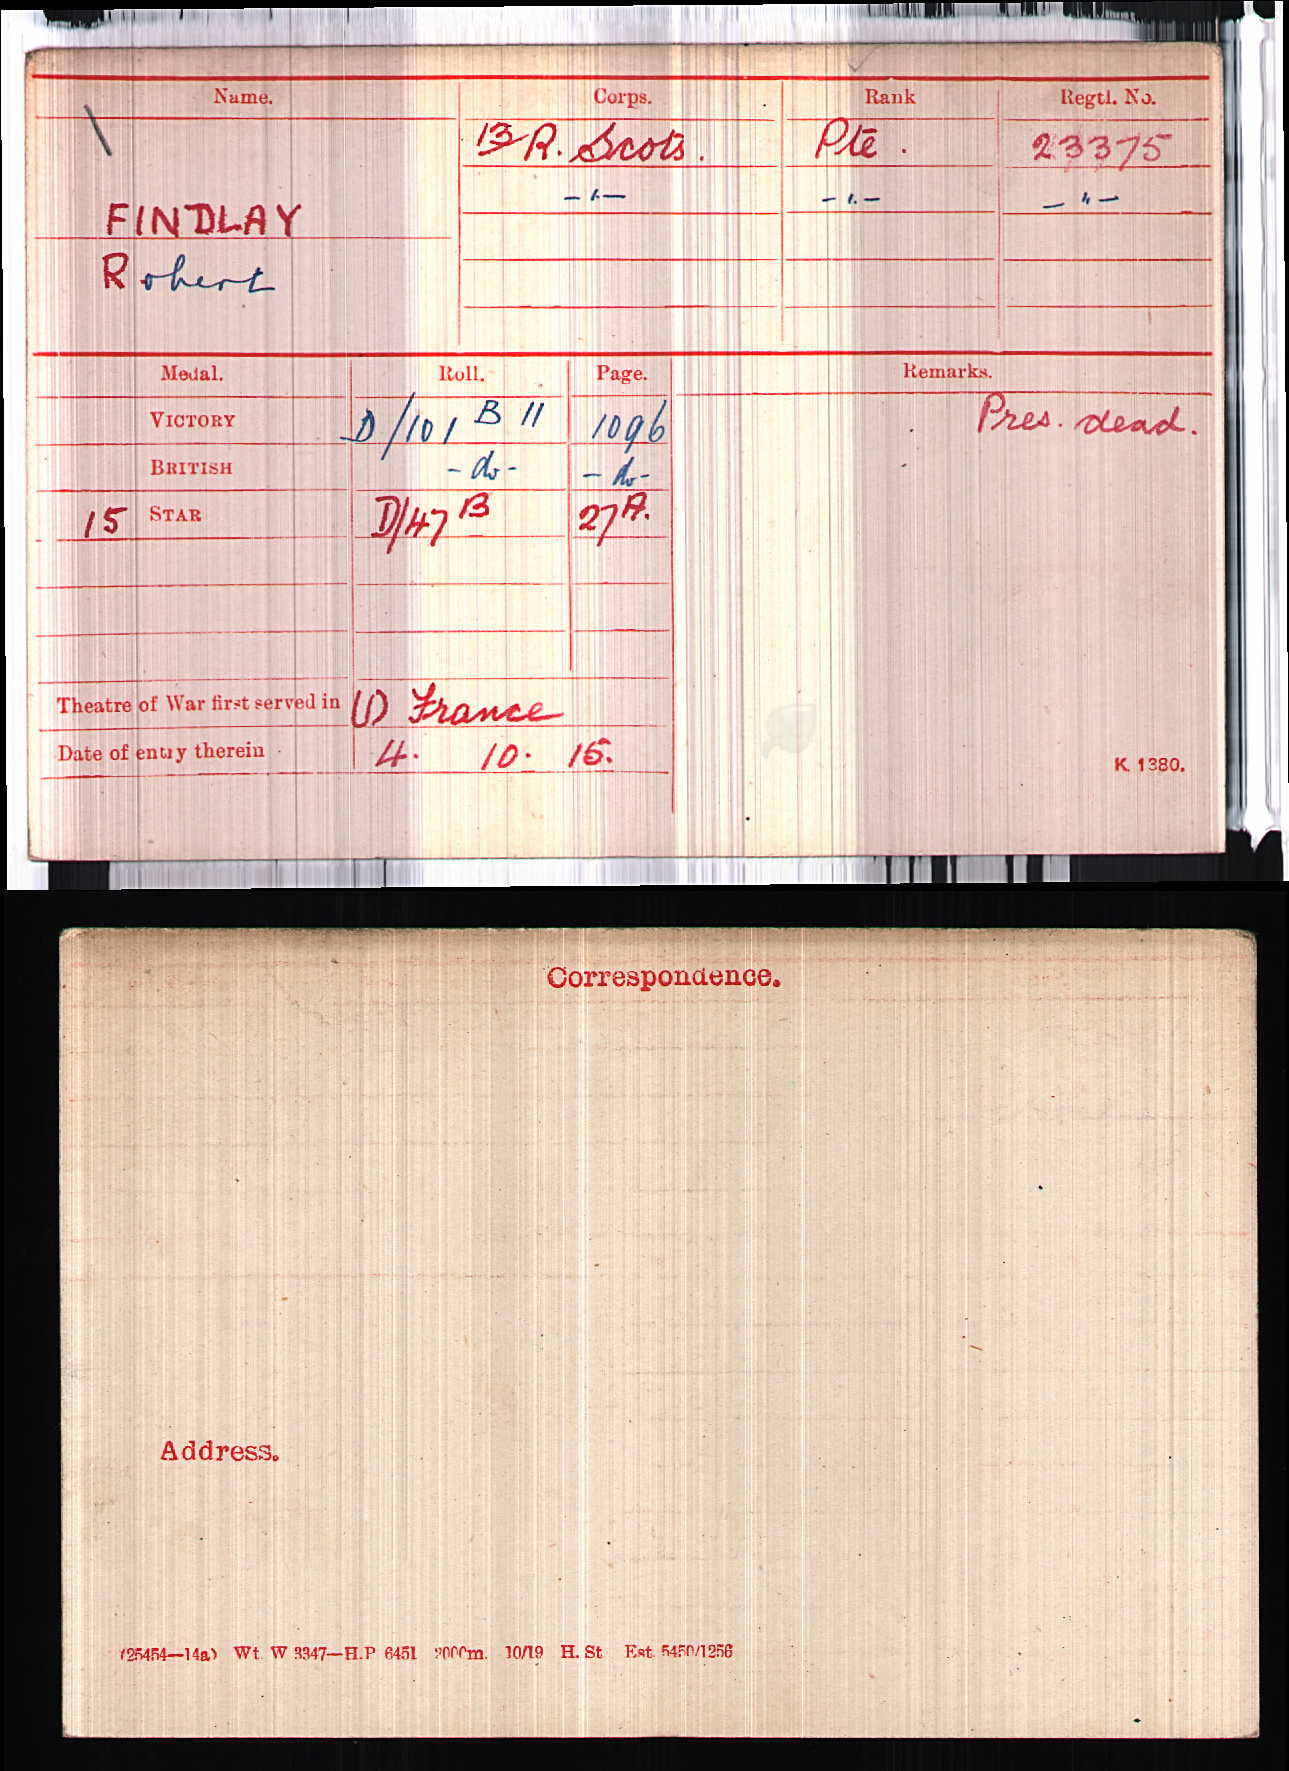 Name. Corps. Rank Regtl. No.
13/R. Scots. Pte. 23375
-"- -"- -"-
FINDLAY
Robert
Medal. Roll. Page. Remarks.
VICTORY D/101 B 11 1096 Pres. dead.
BRITISH -do- -do-
15 STAR D/47 B 27A.
Theatre of War first served in (1) France
Date of entry therein 4. 10. 15.
K. 1380.
Correspondence.
Address.
(25454—14a) Wt. W 3347—H.P 6451 2000m. 10/19 H. St Est. 5450/1256